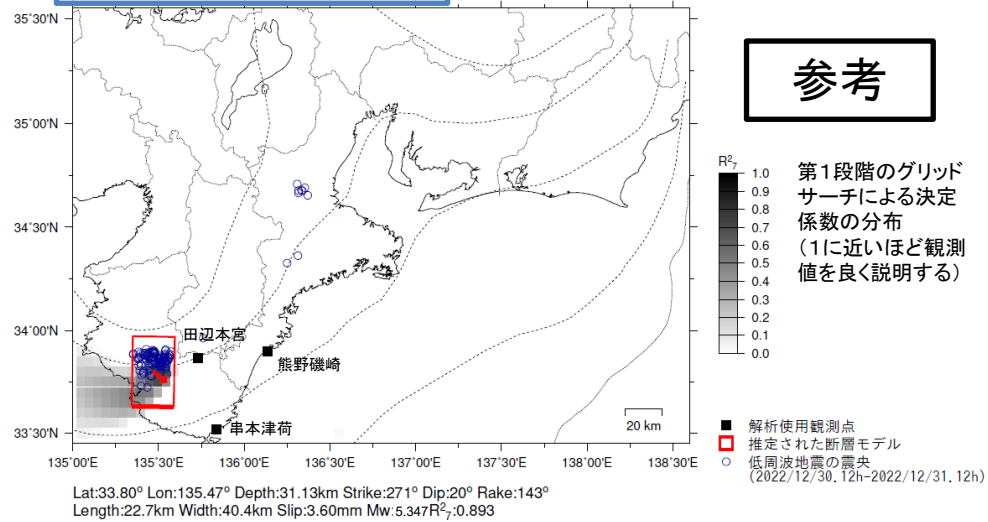 参考
35°30'N
35°00'N
34°30'N
34°00'N
33°30'N
135°00'E
135°30'E
136°00'E
136°30'E
137°00'E
137°30'E
138°00'E
138°30'E
田辺本宮
熊野磯崎
串本津荷
20 km
R²₇
1.0
0.9
0.8
0.7
0.6
0.5
0.4
0.3
0.2
0.1
0.0
第1段階のグリッド
サーチによる決定
係数の分布
(1に近いほど観測
値を良く説明する)
解析使用観測点
推定された断層モデル
低周波地震の震央
(2022/12/30.12h-2022/12/31.12h)
Lat:33.80° Lon:135.47° Depth:31.13km Strike:271° Dip:20° Rake:143°
Length:22.7km Width:40.4km Slip:3.60mm Mw:5.347R²₇:0.893